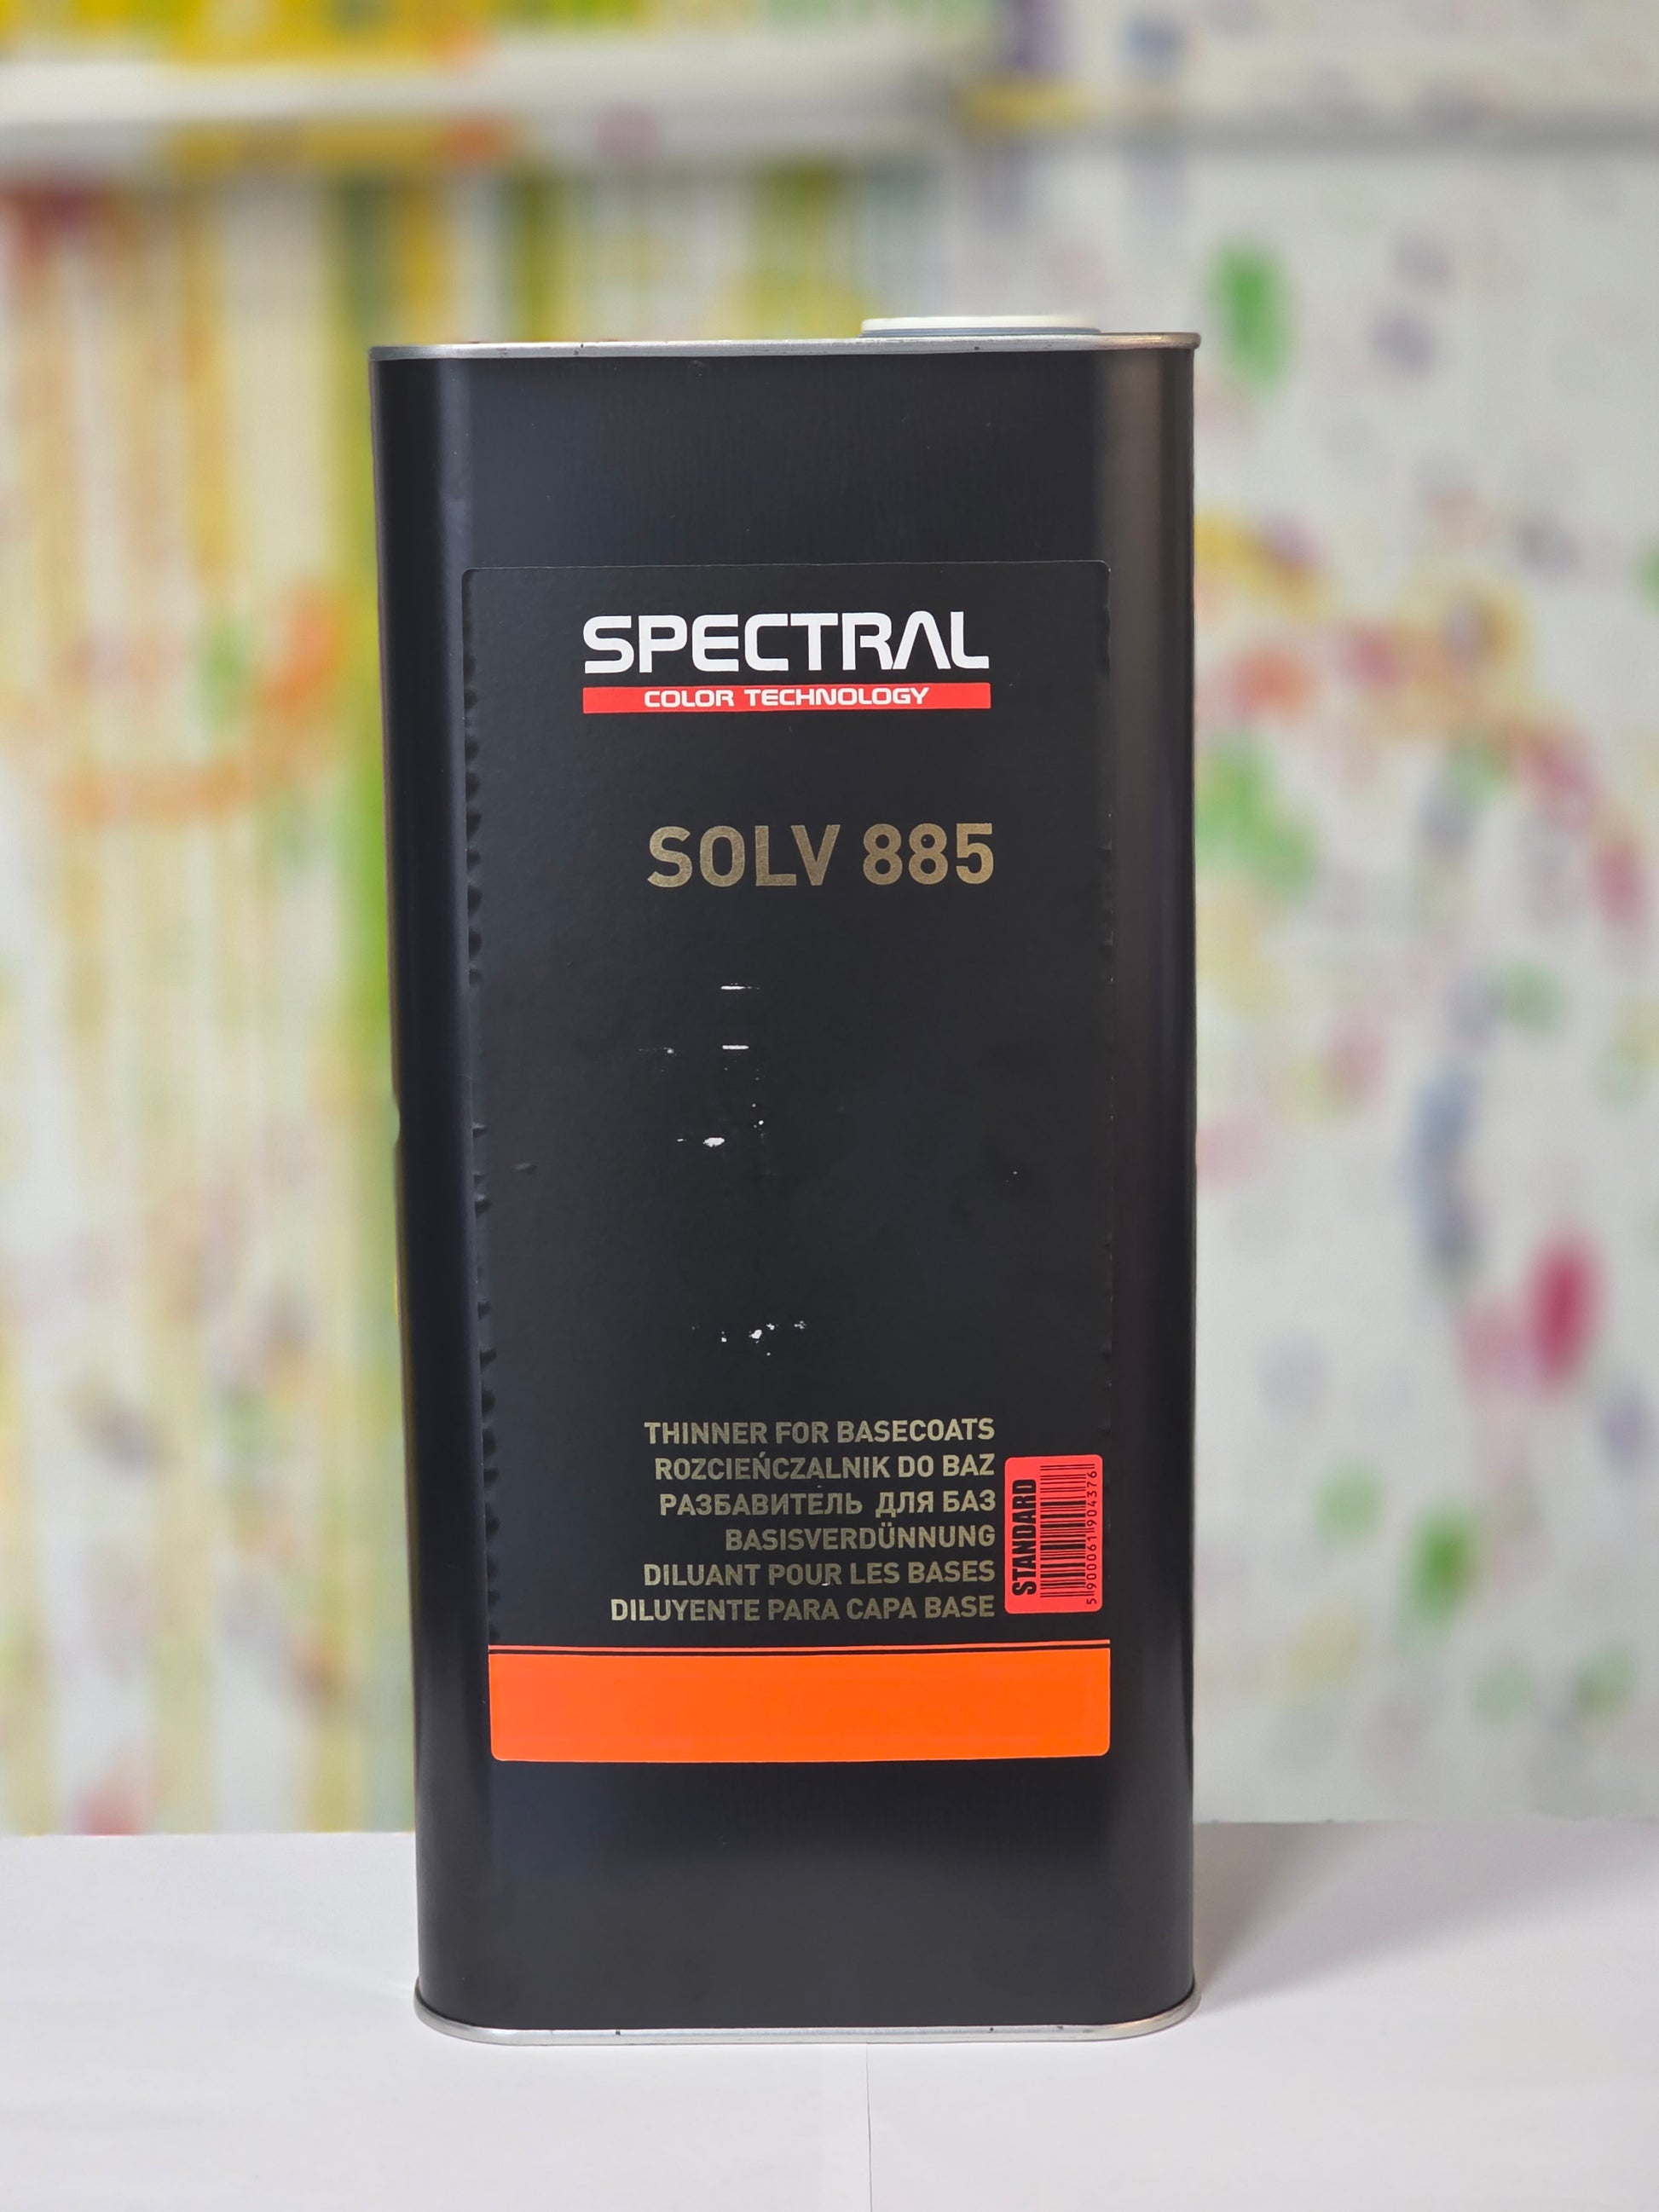 SPECTRAL
COLOR TECHNOLOGY
SOLV 885
THINNER FOR BASECOATS
ROZCIEŃCZALNIK DO BAZ
РАЗБАВИТЕЛЬ ДЛЯ БАЗ
BASISVERDÜNNUNG
DILUANT POUR LES BASES
DILUYENTE PARA CAPA BASE
STANDARD
5900061904376